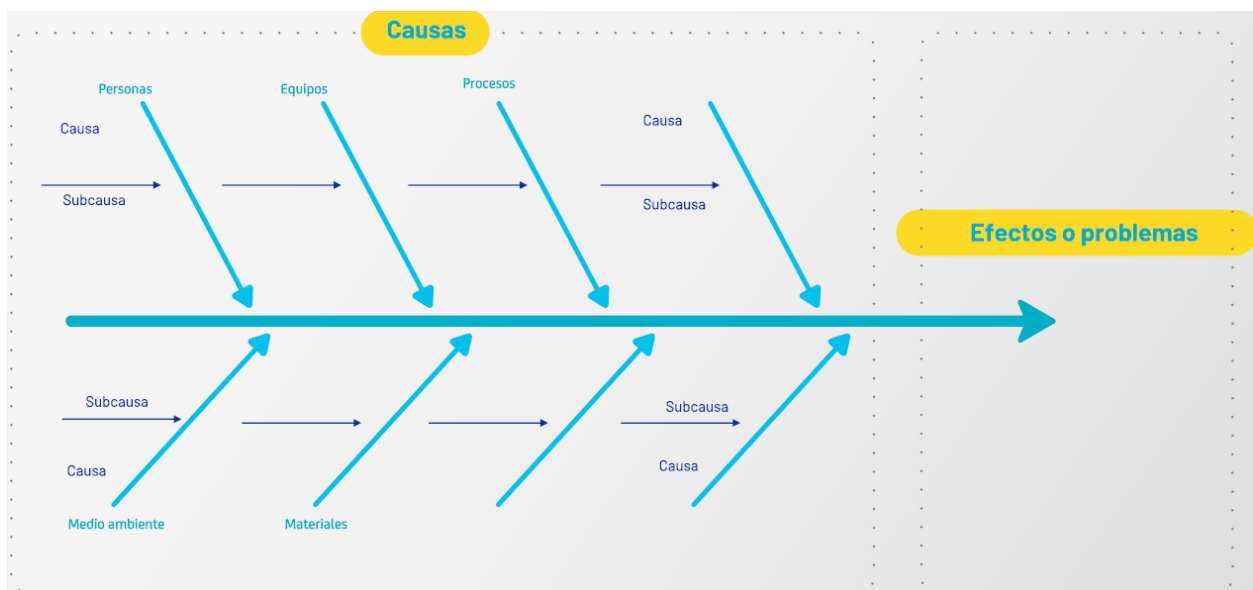 Causas
Personas
Equipos
Procesos
Causa
Causa
Subcausa
Subcausa
Efectos o problemas
Subcausa
Subcausa
Causa
Causa
Medio ambiente
Materiales